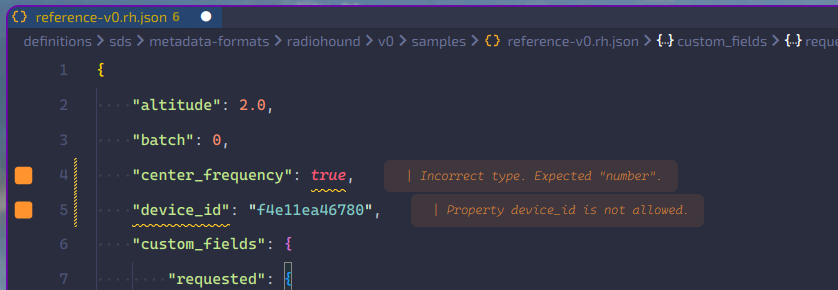 {} reference-v0.rh.json 6
definitions > sds > metadata-formats > radiohound > v0 > samples > {} reference-v0.rh.json > {..} custom_fields > {..} reque
1 {
2 "altitude": 2.0,
3 "batch": 0,
4 "center_frequency": true, | Incorrect type. Expected "number".
5 "device_id": "f4e11ea46780", | Property device_id is not allowed.
6 "custom_fields": {
7 "requested": {